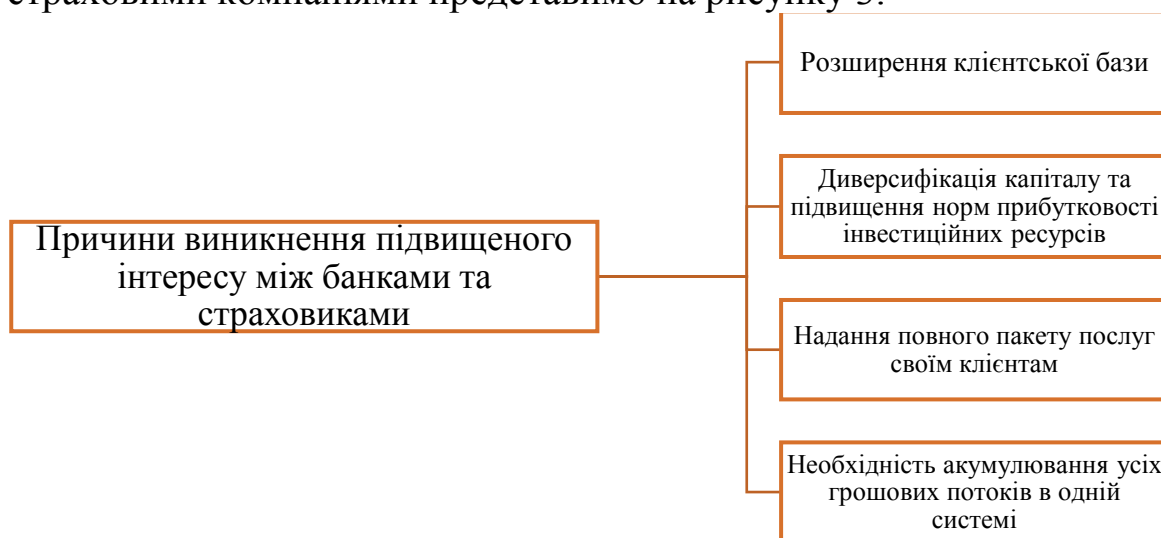 страховими компаніями представимо на рисунку 3.
Розширення клієнтської бази
Диверсифікація капіталу та
підвищення норм прибутковості
інвестиційних ресурсів
Причини виникнення підвищеного
інтересу між банками та
страховиками
Надання повного пакету послуг
своїм клієнтам
Необхідність акумулювання усіх
грошових потоків в одній
системі